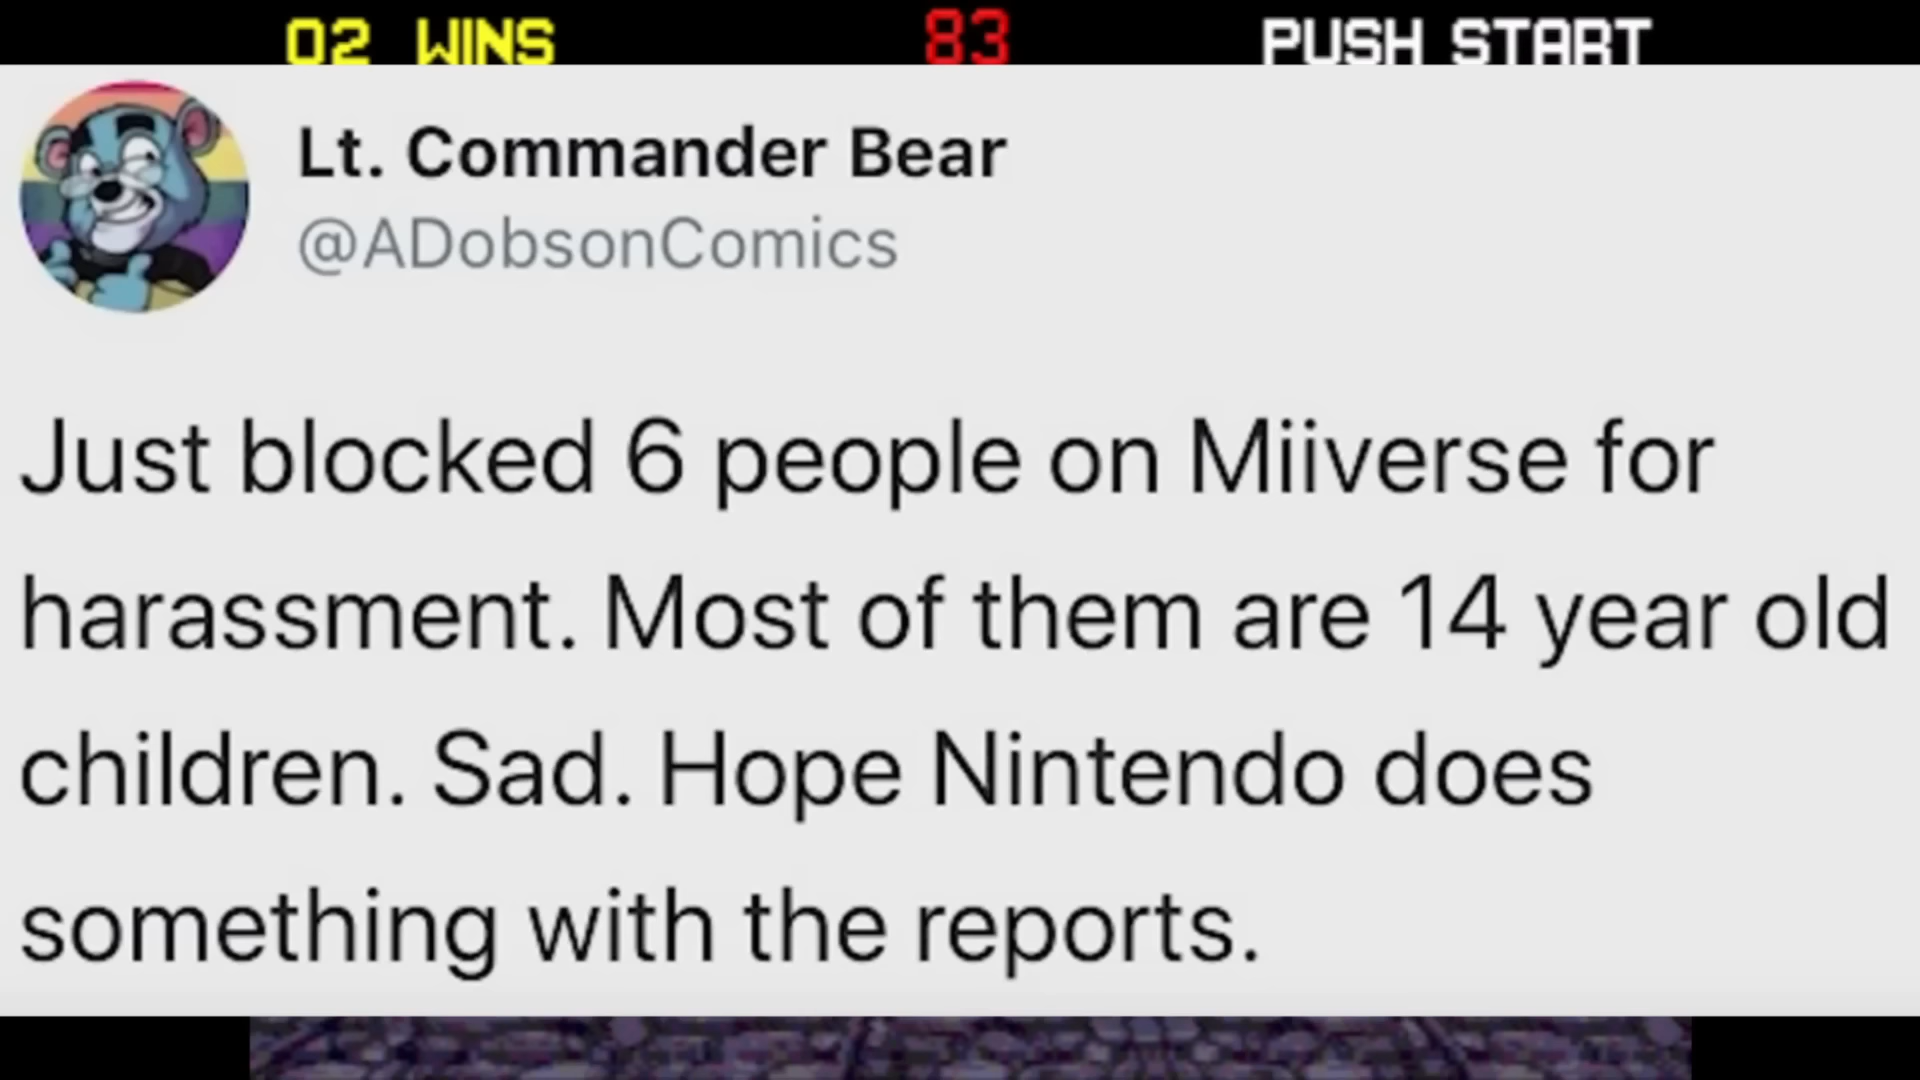 02 WINS 83 PUSH START
Lt. Commander Bear
@ADobsonComics
Just blocked 6 people on Miiverse for
harassment. Most of them are 14 year old
children. Sad. Hope Nintendo does
something with the reports.